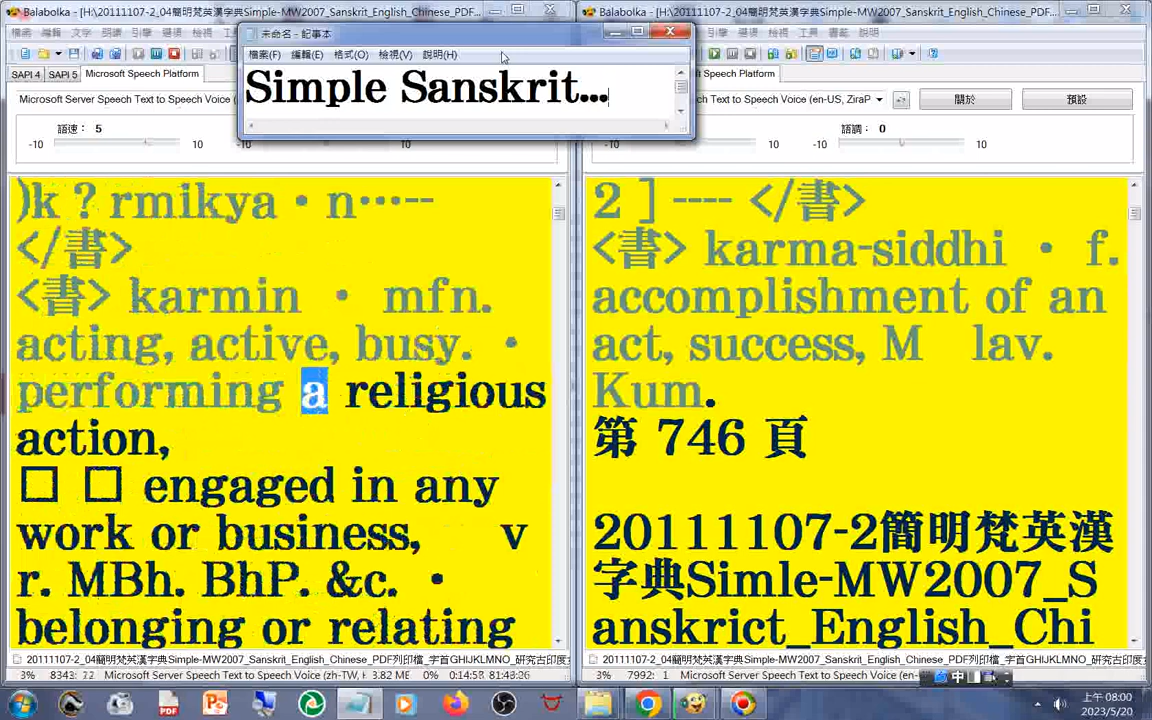 Balabolka - [H:\20111107-2_04簡明梵英漢字典Simple-MW2007_Sanskrit_English_Chinese_PDF...
Balabolka - [H:\20111107-2_04簡明梵英漢字典Simple-MW2007_Sanskrit_English_Chinese_PDF...
未命名 - 記事本
檔案(F) 編輯(E) 格式(O) 檢視(V) 說明(H)
Simple Sanskrit...
SAPI 4 SAPI 5 Microsoft Speech Platform
peech Platform
Microsoft Server Speech Text to Speech Voice (
t to Speech Voice (en-US, ZiraP
關於
預設
語速： 5
語調： 0
-10 10
-10 10
)k ? rmikya • n…--
</書>
<書> karmin • mfn.
acting, active, busy. •
performing a religious
action,
□ □ engaged in any
work or business, v
r. MBh. BhP. &c. •
belonging or relating
2 ] ---- </書>
<書> karma-siddhi • f.
accomplishment of an
act, success, M lav.
Kum.
第 746 頁
20111107-2簡明梵英漢
字典Simle-MW2007_S
anskrict_English_Chi
20111107-2_04簡明梵英漢字典Simple-MW2007_Sanskrit_English_Chinese_PDF列印檔_字首GHIJKLMNO_研究古印度
20111107-2_04簡明梵英漢字典Simple-MW2007_Sanskrit_English_Chinese_PDF列印檔_字首GHIJKLMNO_研究古印度
3% 8343: 12 Microsoft Server Speech Text to Speech Voice (zh-TW, H 3.82 MB 0% 0:14:58 81:43:26
3% 7992: 1 Microsoft Server Speech Text to Speech Voice (en-
中
上午 08:00
2023/5/20